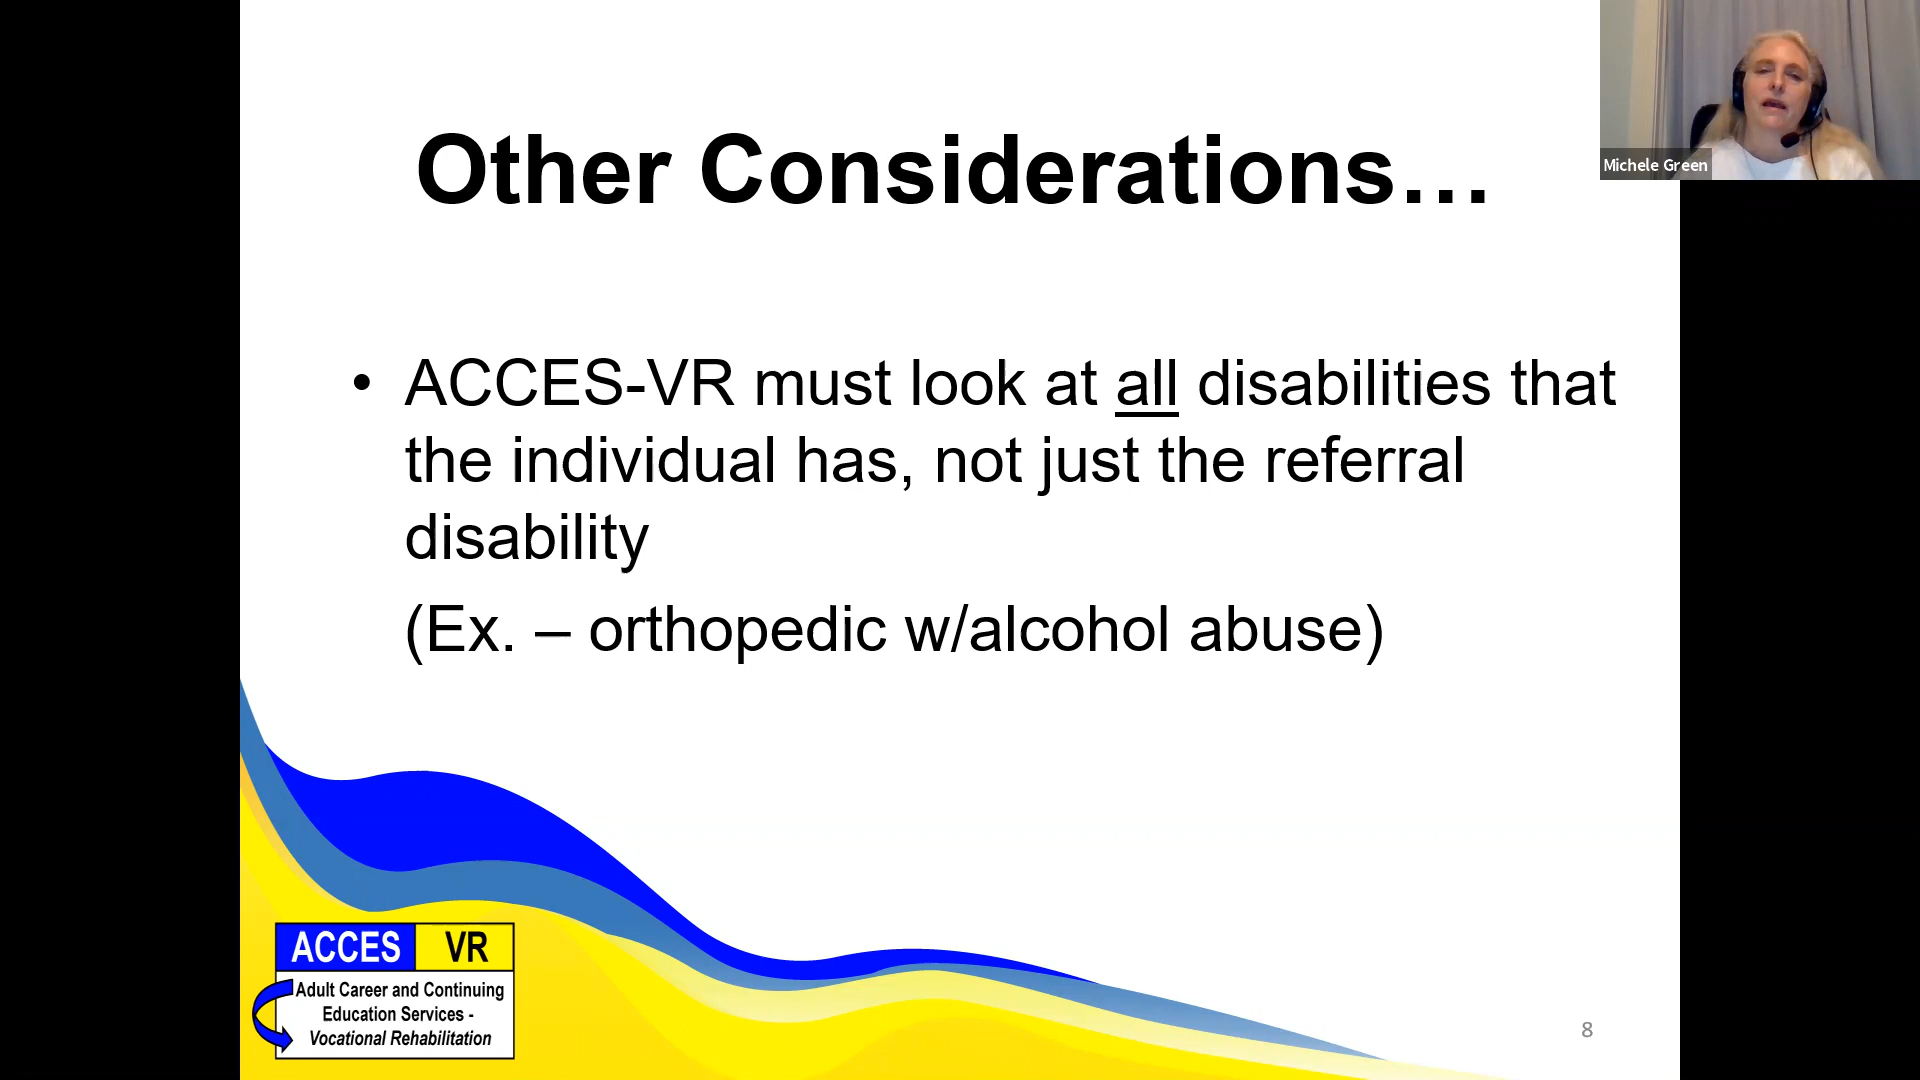 Other Considerations…
• ACCES-VR must look at all disabilities that
the individual has, not just the referral
disability
(Ex. – orthopedic w/alcohol abuse)
Michele Green
ACCES VR
Adult Career and Continuing
Education Services -
Vocational Rehabilitation
8